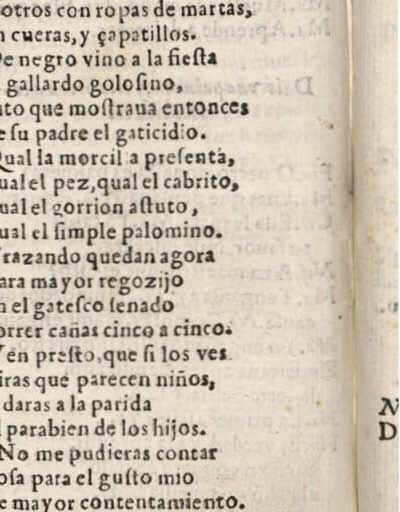 otros con ropas de martas,
n cueras, y çapatillos.
De negro vino a la fieſta
gallardo goloſino,
nto que moſtraua entonces
e ſu padre el gaticidio.
Qual la morcilla preſenta,
ual el pez, qual el cabrito,
ual el gorrion aſtuto,
ual el ſimple palomino.
razando quedan agora
ara mayor regozijo
n el gateſco ſenado
orrer cañas cinco a cinco.
Ven preſto, que ſi los ves
iras que parecen niños,
daras a la parida
l parabien de los hijos.
No me pudieras contar
oſa para el guſto mio
e mayor contentamiento.
N
D